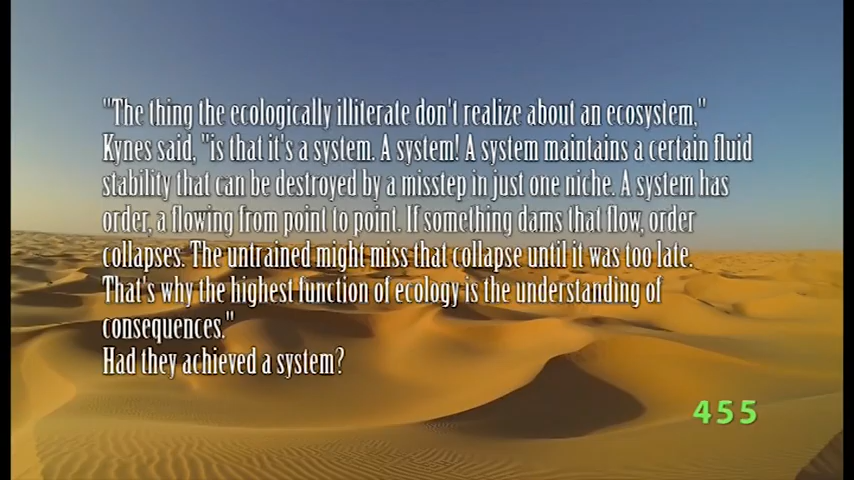 "The thing the ecologically illiterate don't realize about an ecosystem,"
Kynes said, "is that it's a system. A system! A system maintains a certain fluid
stability that can be destroyed by a misstep in just one niche. A system has
order, a flowing from point to point. If something dams that flow, order
collapses. The untrained might miss that collapse until it was too late.
That's why the highest function of ecology is the understanding of
consequences."
Had they achieved a system?
455